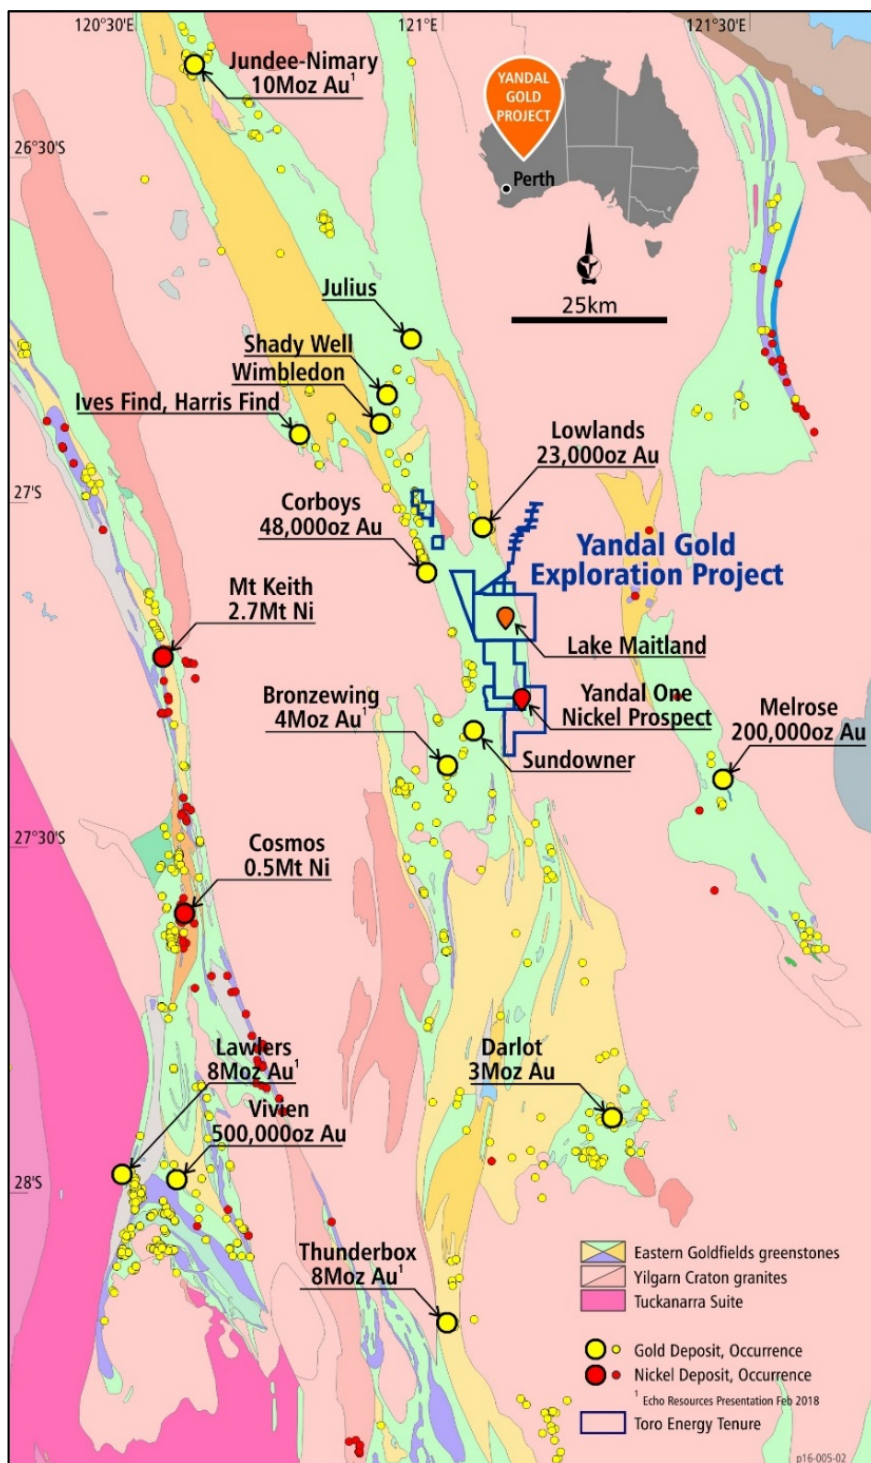 120°30'E
121°E
121°30'E
Jundee-Nimary
10Moz Au¹
YANDAL
GOLD
PROJECT
Perth
26°30'S
25km
Julius
Shady Well
Wimbledon
Ives Find, Harris Find
Lowlands
23,000oz Au
27°S
Corboys
48,000oz Au
Yandal Gold
Exploration Project
Mt Keith
2.7Mt Ni
Lake Maitland
Bronzewing
4Moz Au¹
Yandal One
Nickel Prospect
Melrose
200,000oz Au
Sundowner
27°30'S
Cosmos
0.5Mt Ni
Lawlers
8Moz Au¹
Darlot
3Moz Au
Vivien
500,000oz Au
28°S
Thunderbox
8Moz Au¹
Eastern Goldfields greenstones
Yilgarn Craton granites
Tuckanarra Suite
Gold Deposit, Occurrence
Nickel Deposit, Occurrence
¹ Echo Resources Presentation Feb 2018
Toro Energy Tenure
p16-005-02